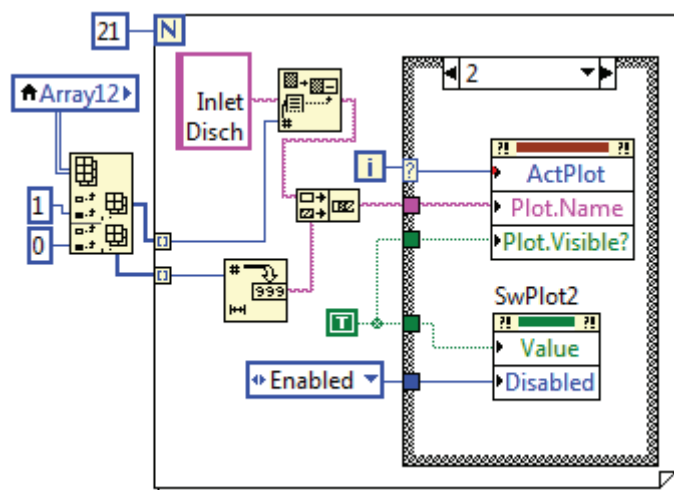 21
N
2
Array12
Inlet
Disch
#
i
?
?!
?!
ActPlot
1
Plot.Name
0
Plot.Visible?
#
999
SwPlot2
T
?!
?!
Value
Enabled
Disabled